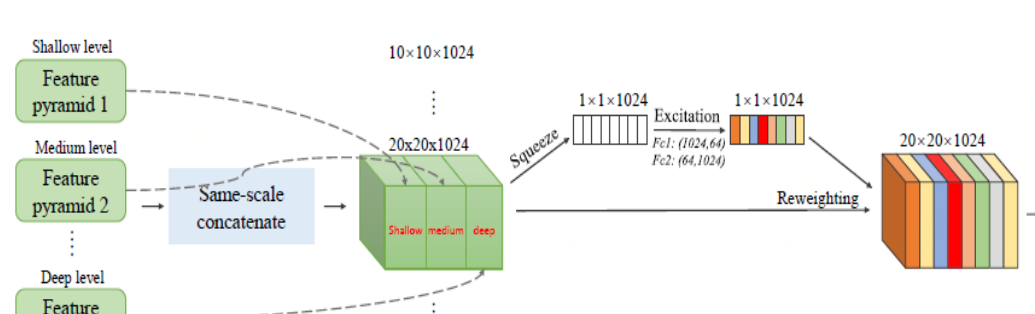 Shallow level
Feature
pyramid 1
Medium level
Feature
pyramid 2
Deep level
Feature
Same-scale
concatenate
10×10×1024
20x20x1024
Shallow
medium
deep
Squeeze
1×1×1024
Excitation
Fc1: (1024,64)
Fc2: (64,1024)
1×1×1024
Reweighting
20×20×1024